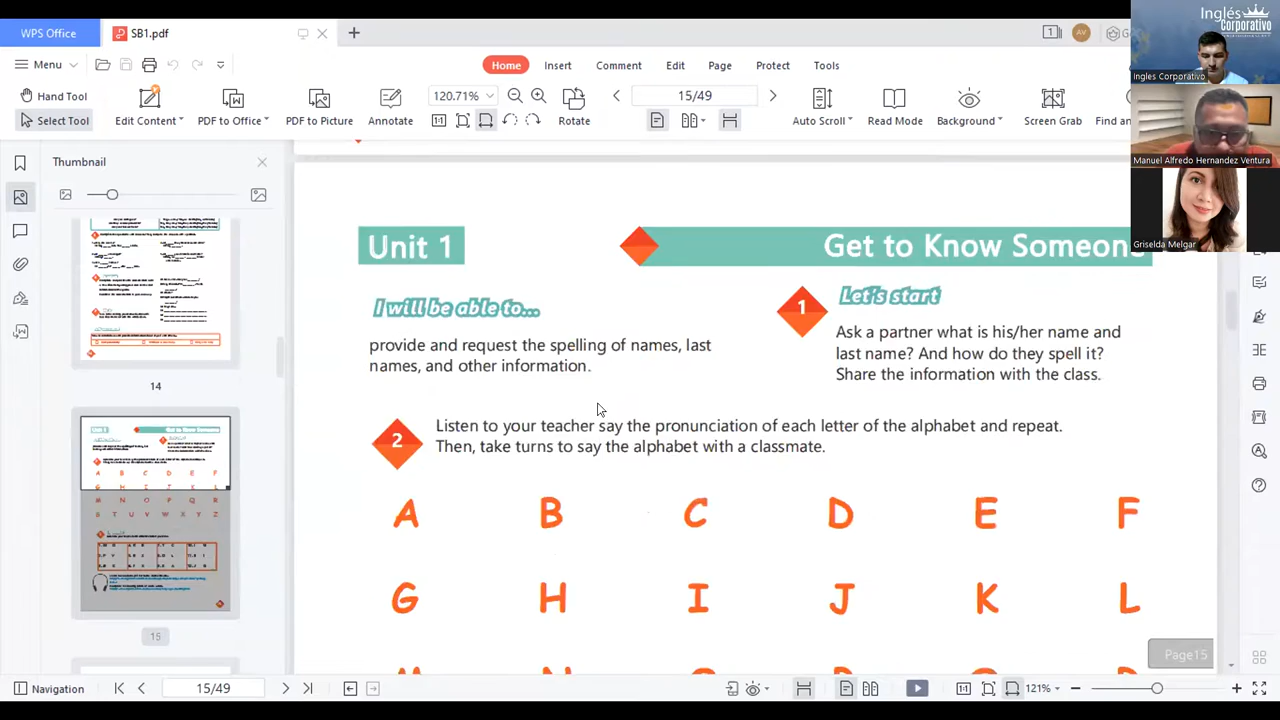 WPS Office
SB1.pdf
1
AV
Menu
Home
Insert
Comment
Edit
Page
Protect
Tools
Hand Tool
Select Tool
Edit Content
PDF to Office
PDF to Picture
Annotate
120.71%
Rotate
15/49
Auto Scroll
Read Mode
Background
Screen Grab
Find an
Inglés
Corporativo
Ingles Corporativo
Manuel Alfredo Hernandez Ventura
Griselda Melgar
Thumbnail
14
15
Unit 1
Get to Know Someone
I will be able to...
provide and request the spelling of names, last
names, and other information.
1
Let's start
Ask a partner what is his/her name and
last name? And how do they spell it?
Share the information with the class.
2
Listen to your teacher say the pronunciation of each letter of the alphabet and repeat.
Then, take turns to say the alphabet with a classmate.
A B C D E F
G H I J K L
Page15
Navigation
15/49
121%